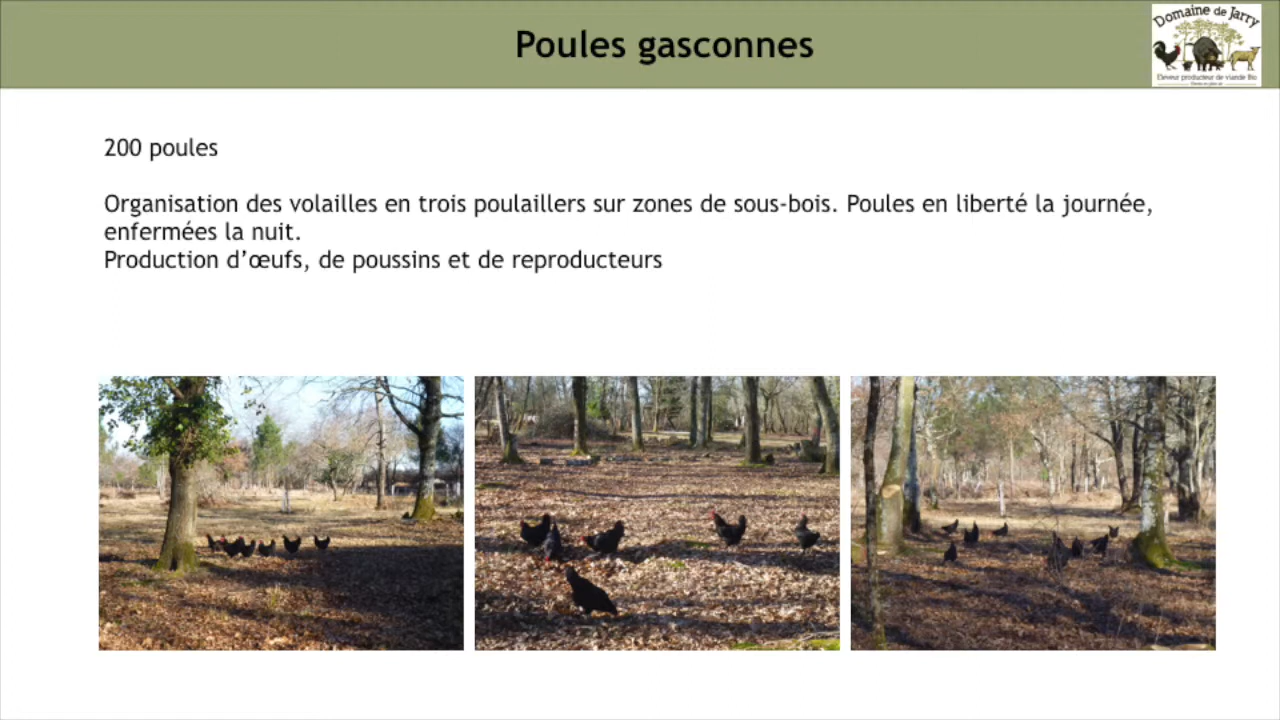 Poules gasconnes
Domaine de Jarry
Eleveur producteur de viande Bio
200 poules
Organisation des volailles en trois poulaillers sur zones de sous-bois. Poules en liberté la journée,
enfermées la nuit.
Production d’œufs, de poussins et de reproducteurs